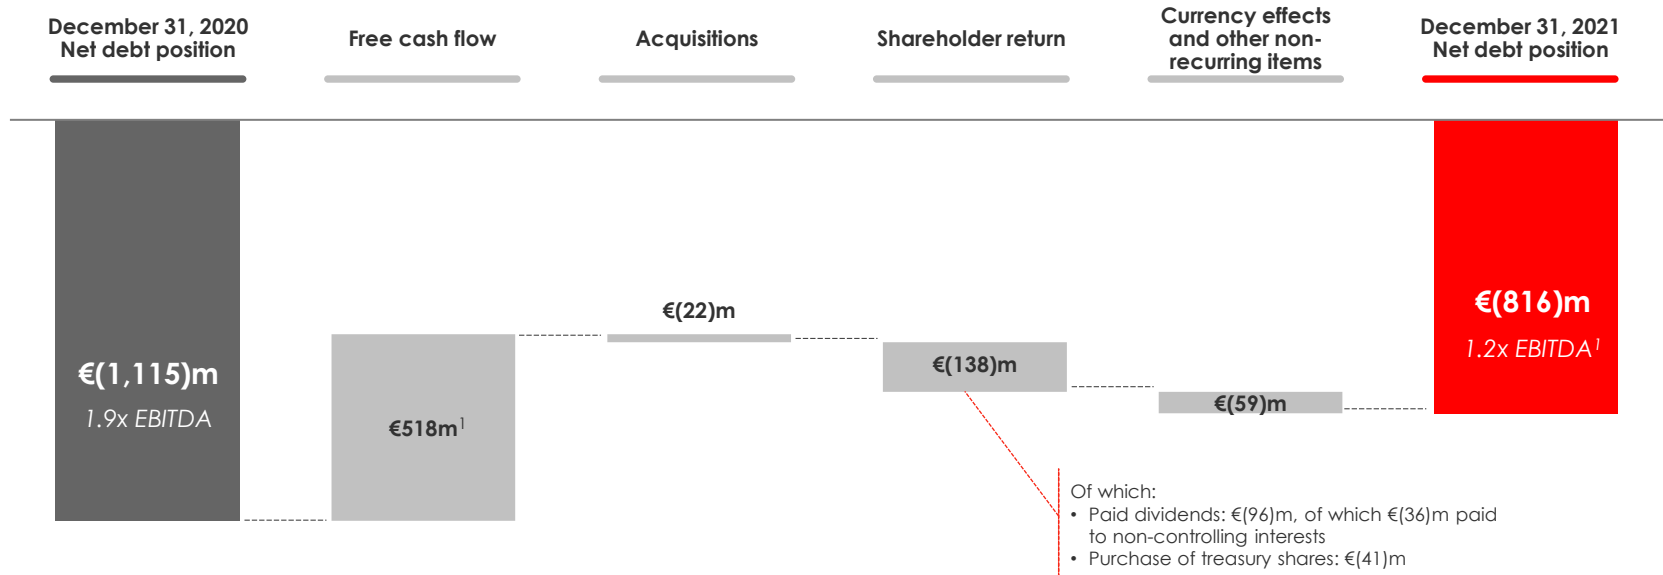 December 31, 2020
Net debt position
Free cash flow
Acquisitions
Shareholder return
Currency effects
and other non-
recurring items
December 31, 2021
Net debt position
€(1,115)m
1.9x EBITDA
€518m¹
€(22)m
€(138)m
€(59)m
€(816)m
1.2x EBITDA¹
Of which:
• Paid dividends: €(96)m, of which €(36)m paid
to non-controlling interests
• Purchase of treasury shares: €(41)m